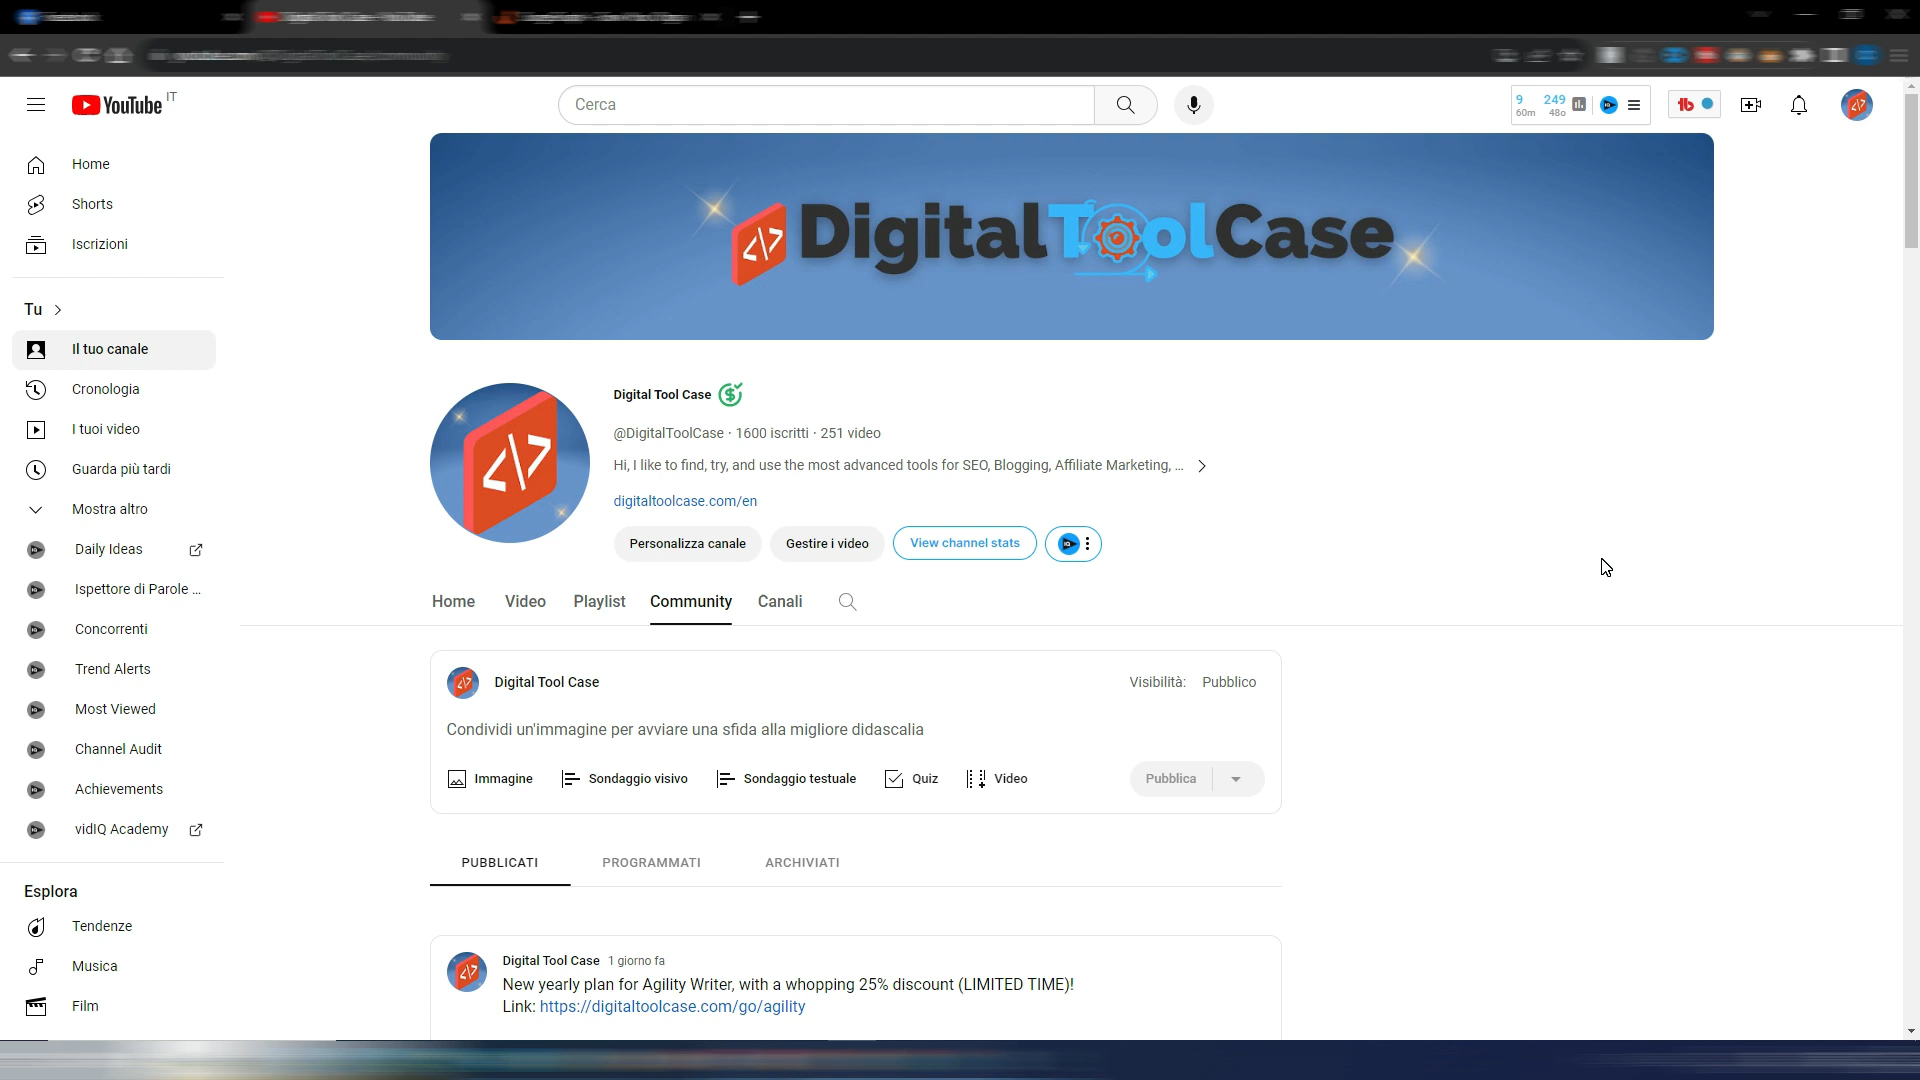 YouTube IT
Cerca
9 249
60m 48o
Home
Shorts
Iscrizioni
Tu
Il tuo canale
Cronologia
I tuoi video
Guarda più tardi
Mostra altro
Daily Ideas
Ispettore di Parole ...
Concorrenti
Trend Alerts
Most Viewed
Channel Audit
Achievements
vidIQ Academy
Esplora
Tendenze
Musica
Film
DigitalToolCase
Digital Tool Case
@DigitalToolCase · 1600 iscritti · 251 video
Hi, I like to find, try, and use the most advanced tools for SEO, Blogging, Affiliate Marketing, ...
digitaltoolcase.com/en
Personalizza canale Gestire i video View channel stats
Home Video Playlist Community Canali
Digital Tool Case Visibilità: Pubblico
Condividi un'immagine per avviare una sfida alla migliore didascalia
Immagine Sondaggio visivo Sondaggio testuale Quiz Video Pubblica
PUBBLICATI PROGRAMMATI ARCHIVIATI
Digital Tool Case 1 giorno fa
New yearly plan for Agility Writer, with a whopping 25% discount (LIMITED TIME)!
Link: https://digitaltoolcase.com/go/agility